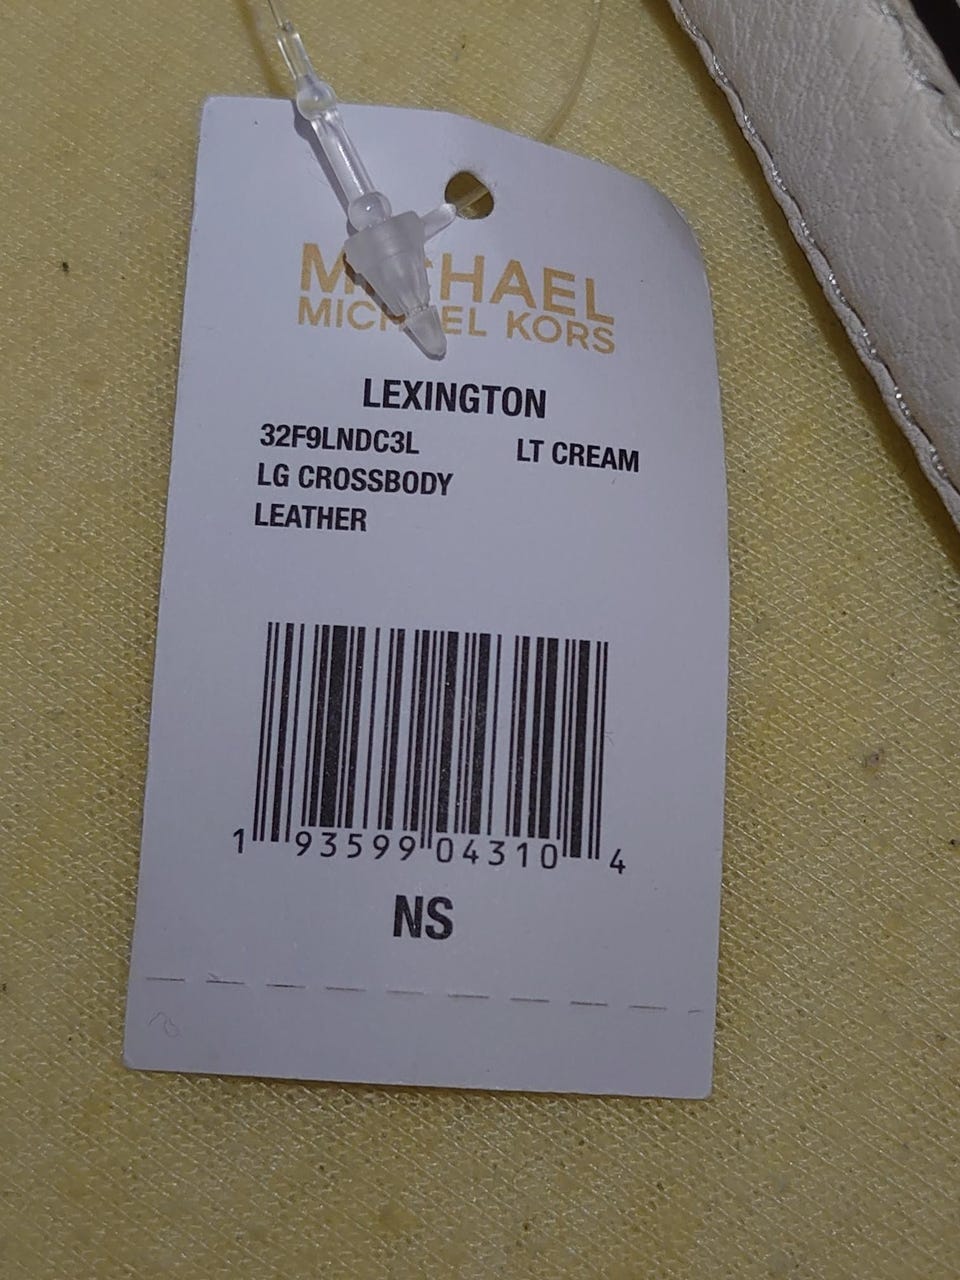 MICHAEL
MICHAEL KORS
LEXINGTON
32F9LNDC3L LT CREAM
LG CROSSBODY
LEATHER
1 93599 04310 4
NS